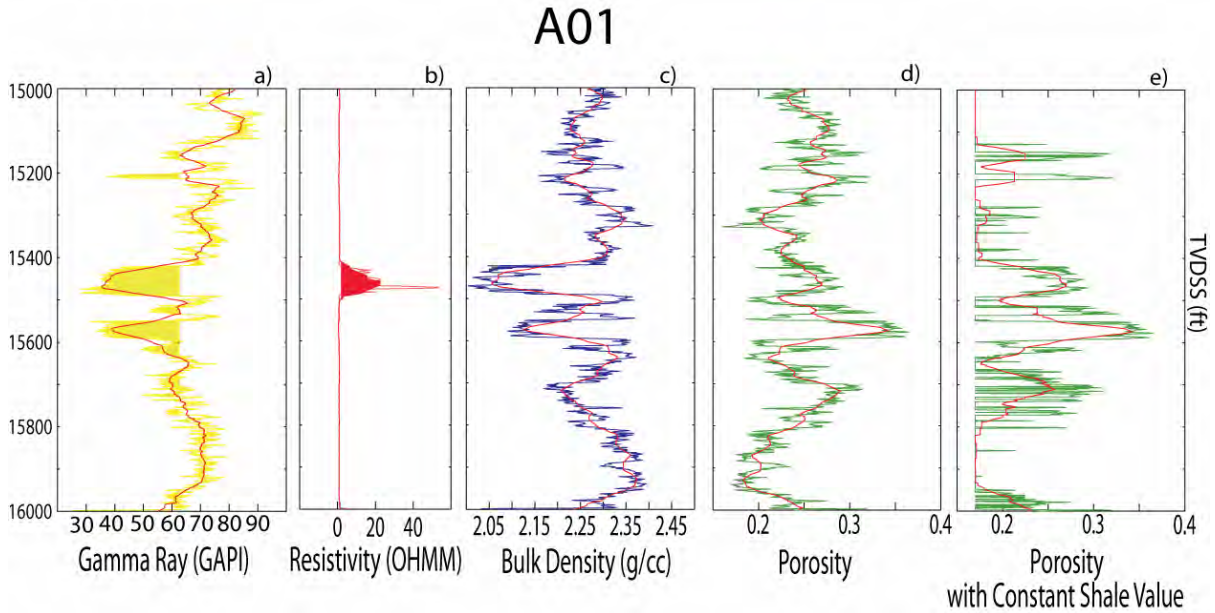 A01
a) b) c) d) e)
15000
15200
15400
15600
15800
16000
TVDSS (ft)
30 40 50 60 70 80 90
0 20 40
2.05 2.15 2.25 2.35 2.45
0.2 0.3 0.4
0.2 0.3 0.4
Gamma Ray (GAPI)
Resistivity (OHMM)
Bulk Density (g/cc)
Porosity
Porosity
with Constant Shale Value